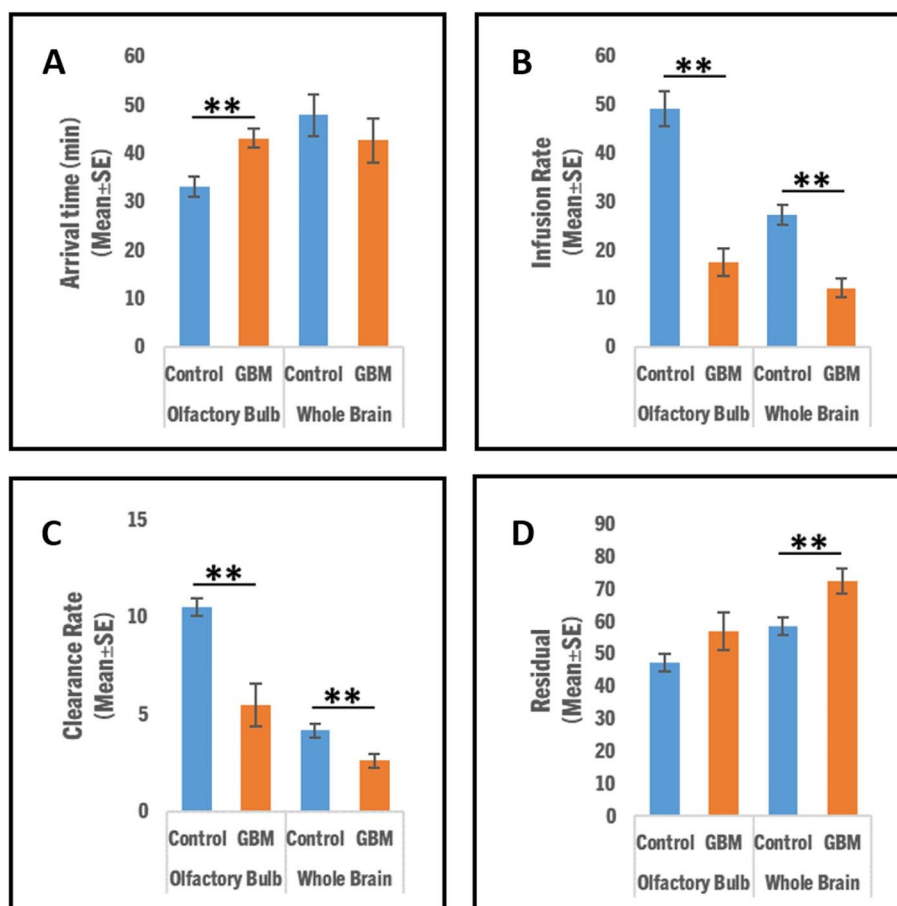 A
Arrival time (min)
(Mean±SE)
60
50
40
30
20
10
0
**
Control GBM Control GBM
Olfactory Bulb Whole Brain
B
Infusion Rate
(Mean±SE)
60
50
40
30
20
10
0
**
**
Control GBM Control GBM
Olfactory Bulb Whole Brain
C
Clearance Rate
(Mean±SE)
15
10
5
0
**
**
Control GBM Control GBM
Olfactory Bulb Whole Brain
D
Residual
(Mean±SE)
90
80
70
60
50
40
30
20
10
0
**
Control GBM Control GBM
Olfactory Bulb Whole Brain